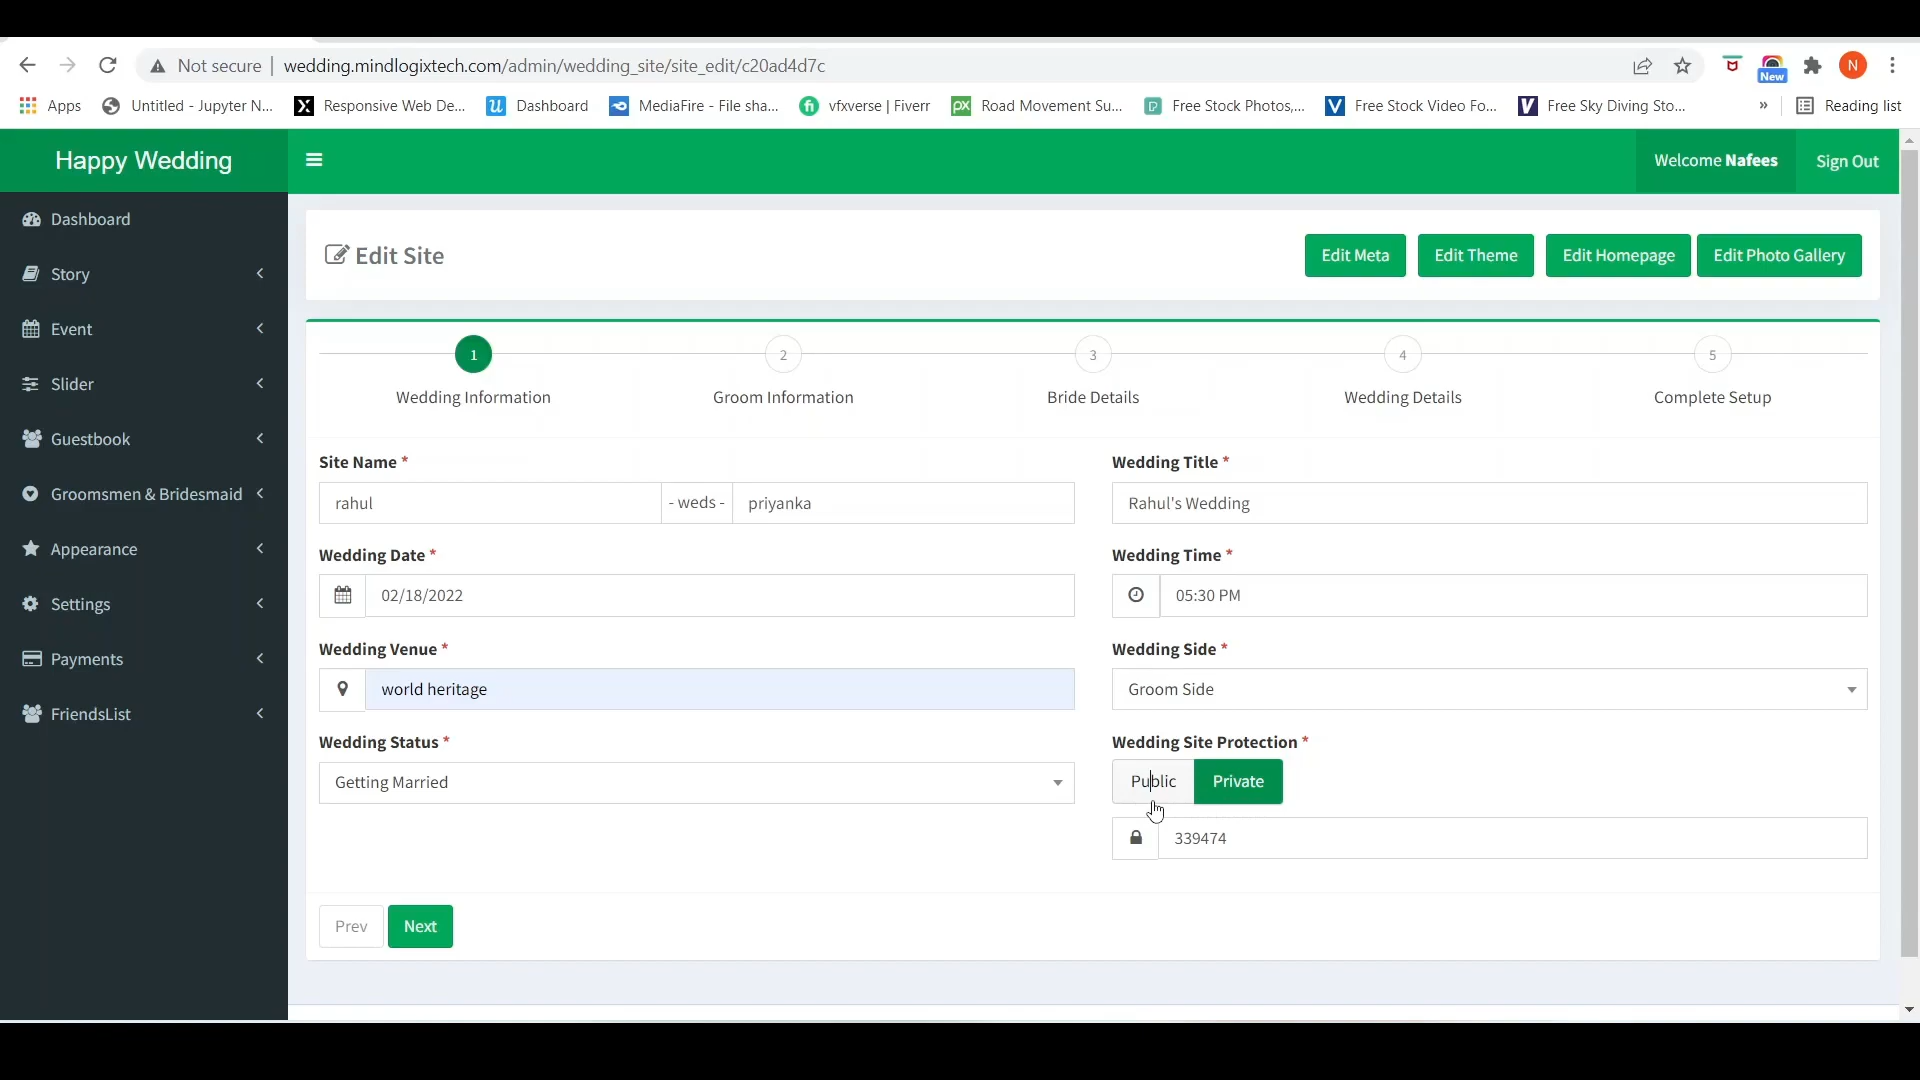 Not secure | wedding.mindlogixtech.com/admin/wedding_site/site_edit/c20ad4d7c
New
N
Apps Untitled - Jupyter N... Responsive Web De... Dashboard MediaFire - File sha... vfxverse | Fiverr Road Movement Su... Free Stock Photos,... Free Stock Video Fo... Free Sky Diving Sto... » Reading list
Happy Wedding
Welcome Nafees Sign Out
Dashboard
Story
Event
Slider
Guestbook
Groomsmen & Bridesmaid
Appearance
Settings
Payments
FriendsList
Edit Site
Edit Meta Edit Theme Edit Homepage Edit Photo Gallery
1 2 3 4 5
Wedding Information Groom Information Bride Details Wedding Details Complete Setup
Site Name * Wedding Title *
rahul - weds - priyanka Rahul's Wedding
Wedding Date * Wedding Time *
02/18/2022 05:30 PM
Wedding Venue * Wedding Side *
world heritage Groom Side
Wedding Status * Wedding Site Protection *
Getting Married Public Private
339474
Prev Next